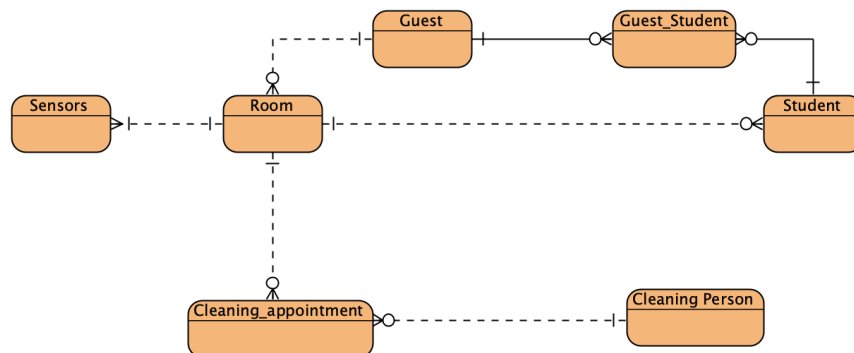 Guest
Guest_Student
Sensors
Room
Student
Cleaning_appointment
Cleaning Person